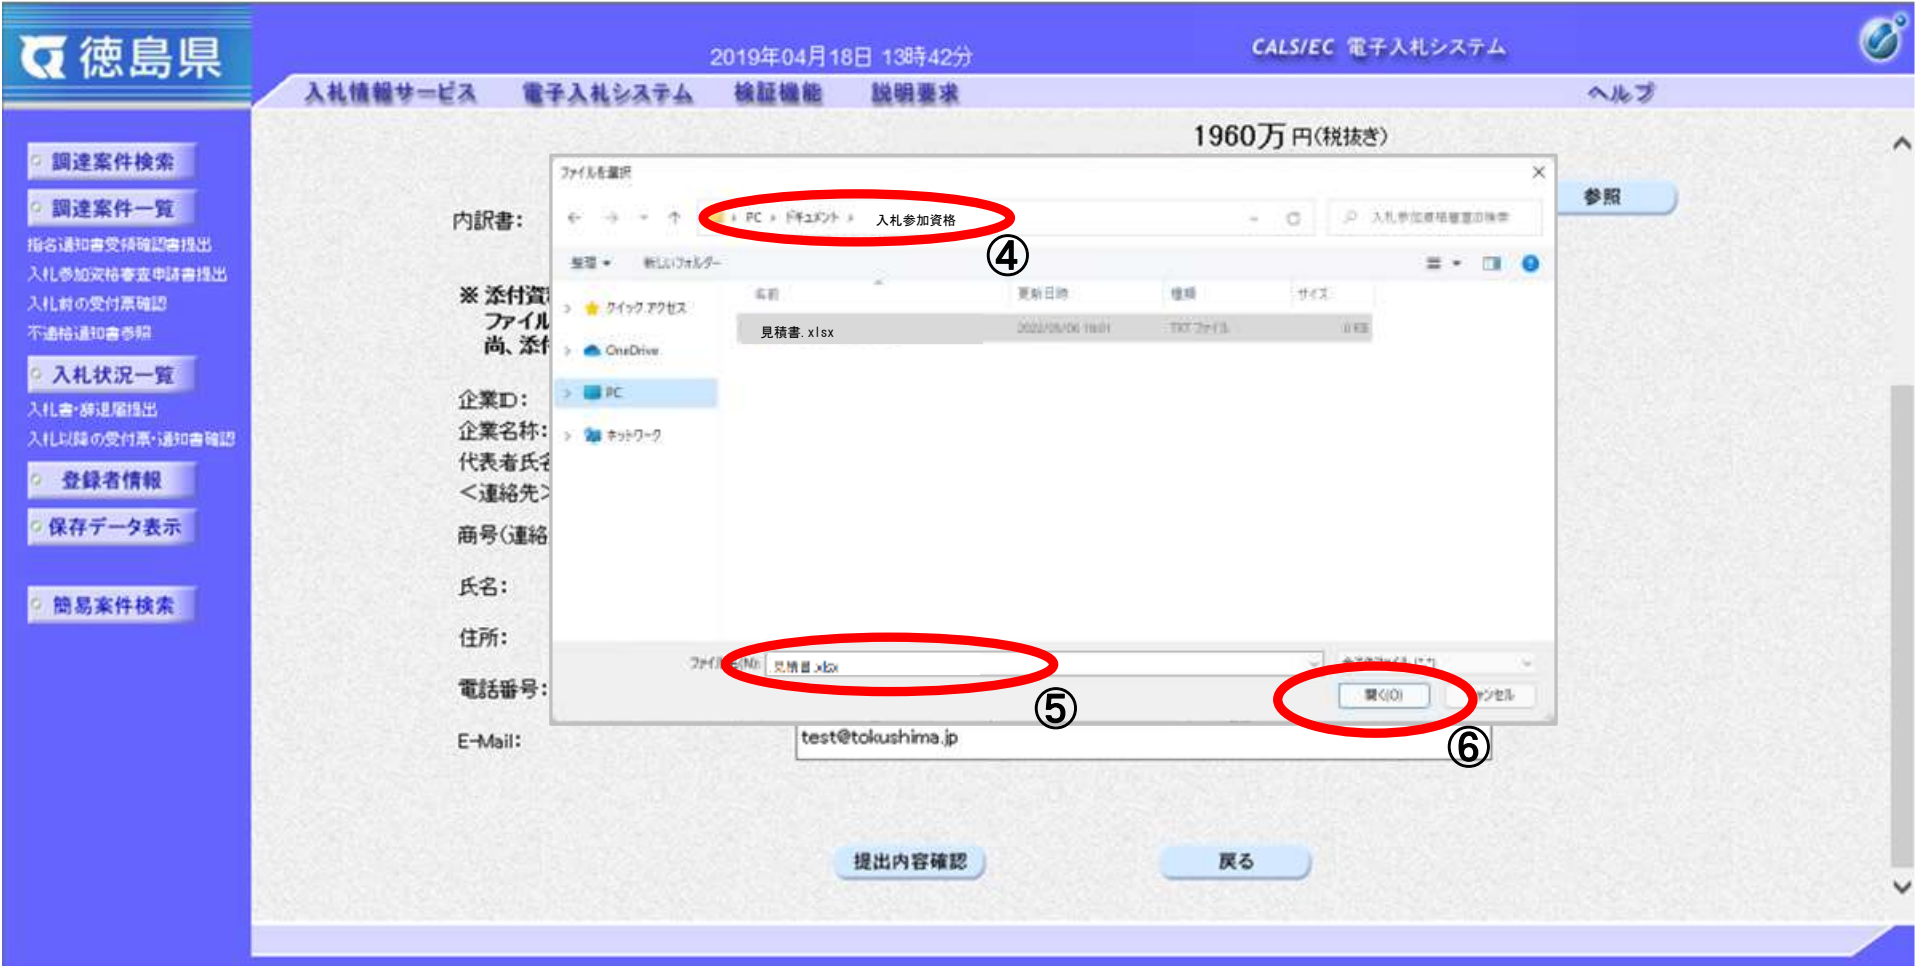 徳島県
2019年04月18日 13時42分
CALS/EC 電子入札システム
入札情報サービス 電子入札システム 検証機能 説明要求 ヘルプ
調達案件検索
調達案件一覧
指名通知書受領確認書提出
入札参加資格審査申請書提出
入札前の受付票確認
不適格通知書参照
入札状況一覧
入札書・辞退届提出
入札以降の受付票・通知書確認
登録者情報
保存データ表示
簡易案件検索
1960万 円(税抜き)
内訳書:
参照
※ 添付資
ファイル
尚、添付
企業ID:
企業名称:
代表者氏名
<連絡先>
商号(連絡
氏名:
住所:
電話番号:
E-Mail:
test@tokushima.jp
提出内容確認
戻る
ファイルを選択
PC › ドキュメント › 入札参加資格
④
整理 新しいフォルダー
名前 更新日時 種類 サイズ
見積書.xlsx 2022/05/06 18:01 TXT ファイル 0 KB
クイック アクセス
OneDrive
PC
ネットワーク
(N): 見積書.xlsx
⑤
開く(O)
⑥